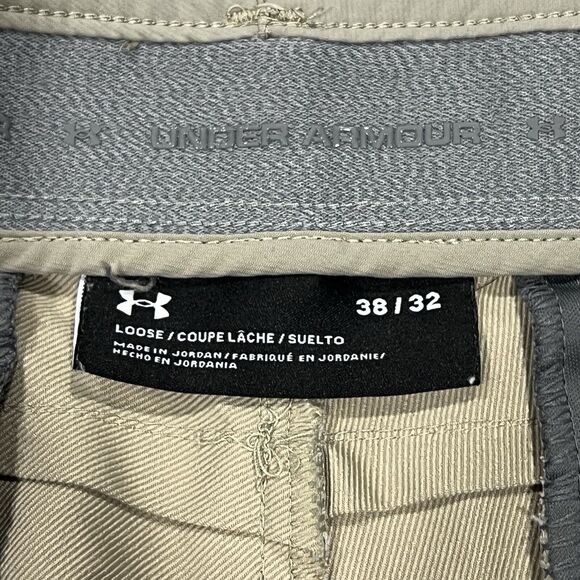 UNDER ARMOUR
38 / 32
LOOSE / COUPE LÂCHE / SUELTO
MADE IN JORDAN / FABRIQUÉ EN JORDANIE /
HECHO EN JORDANIA